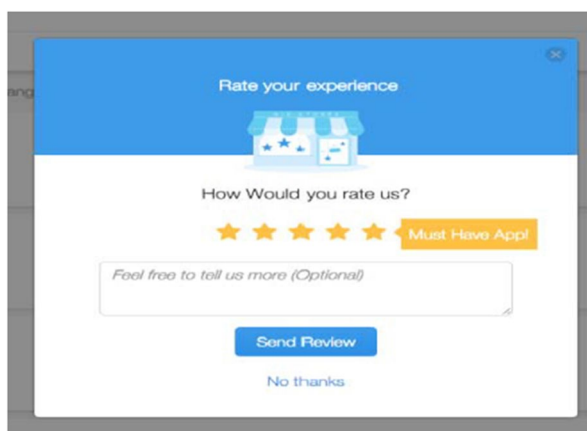 Rate your experience
How Would you rate us?
Must Have App!
Feel free to tell us more (Optional)
Send Review
No thanks